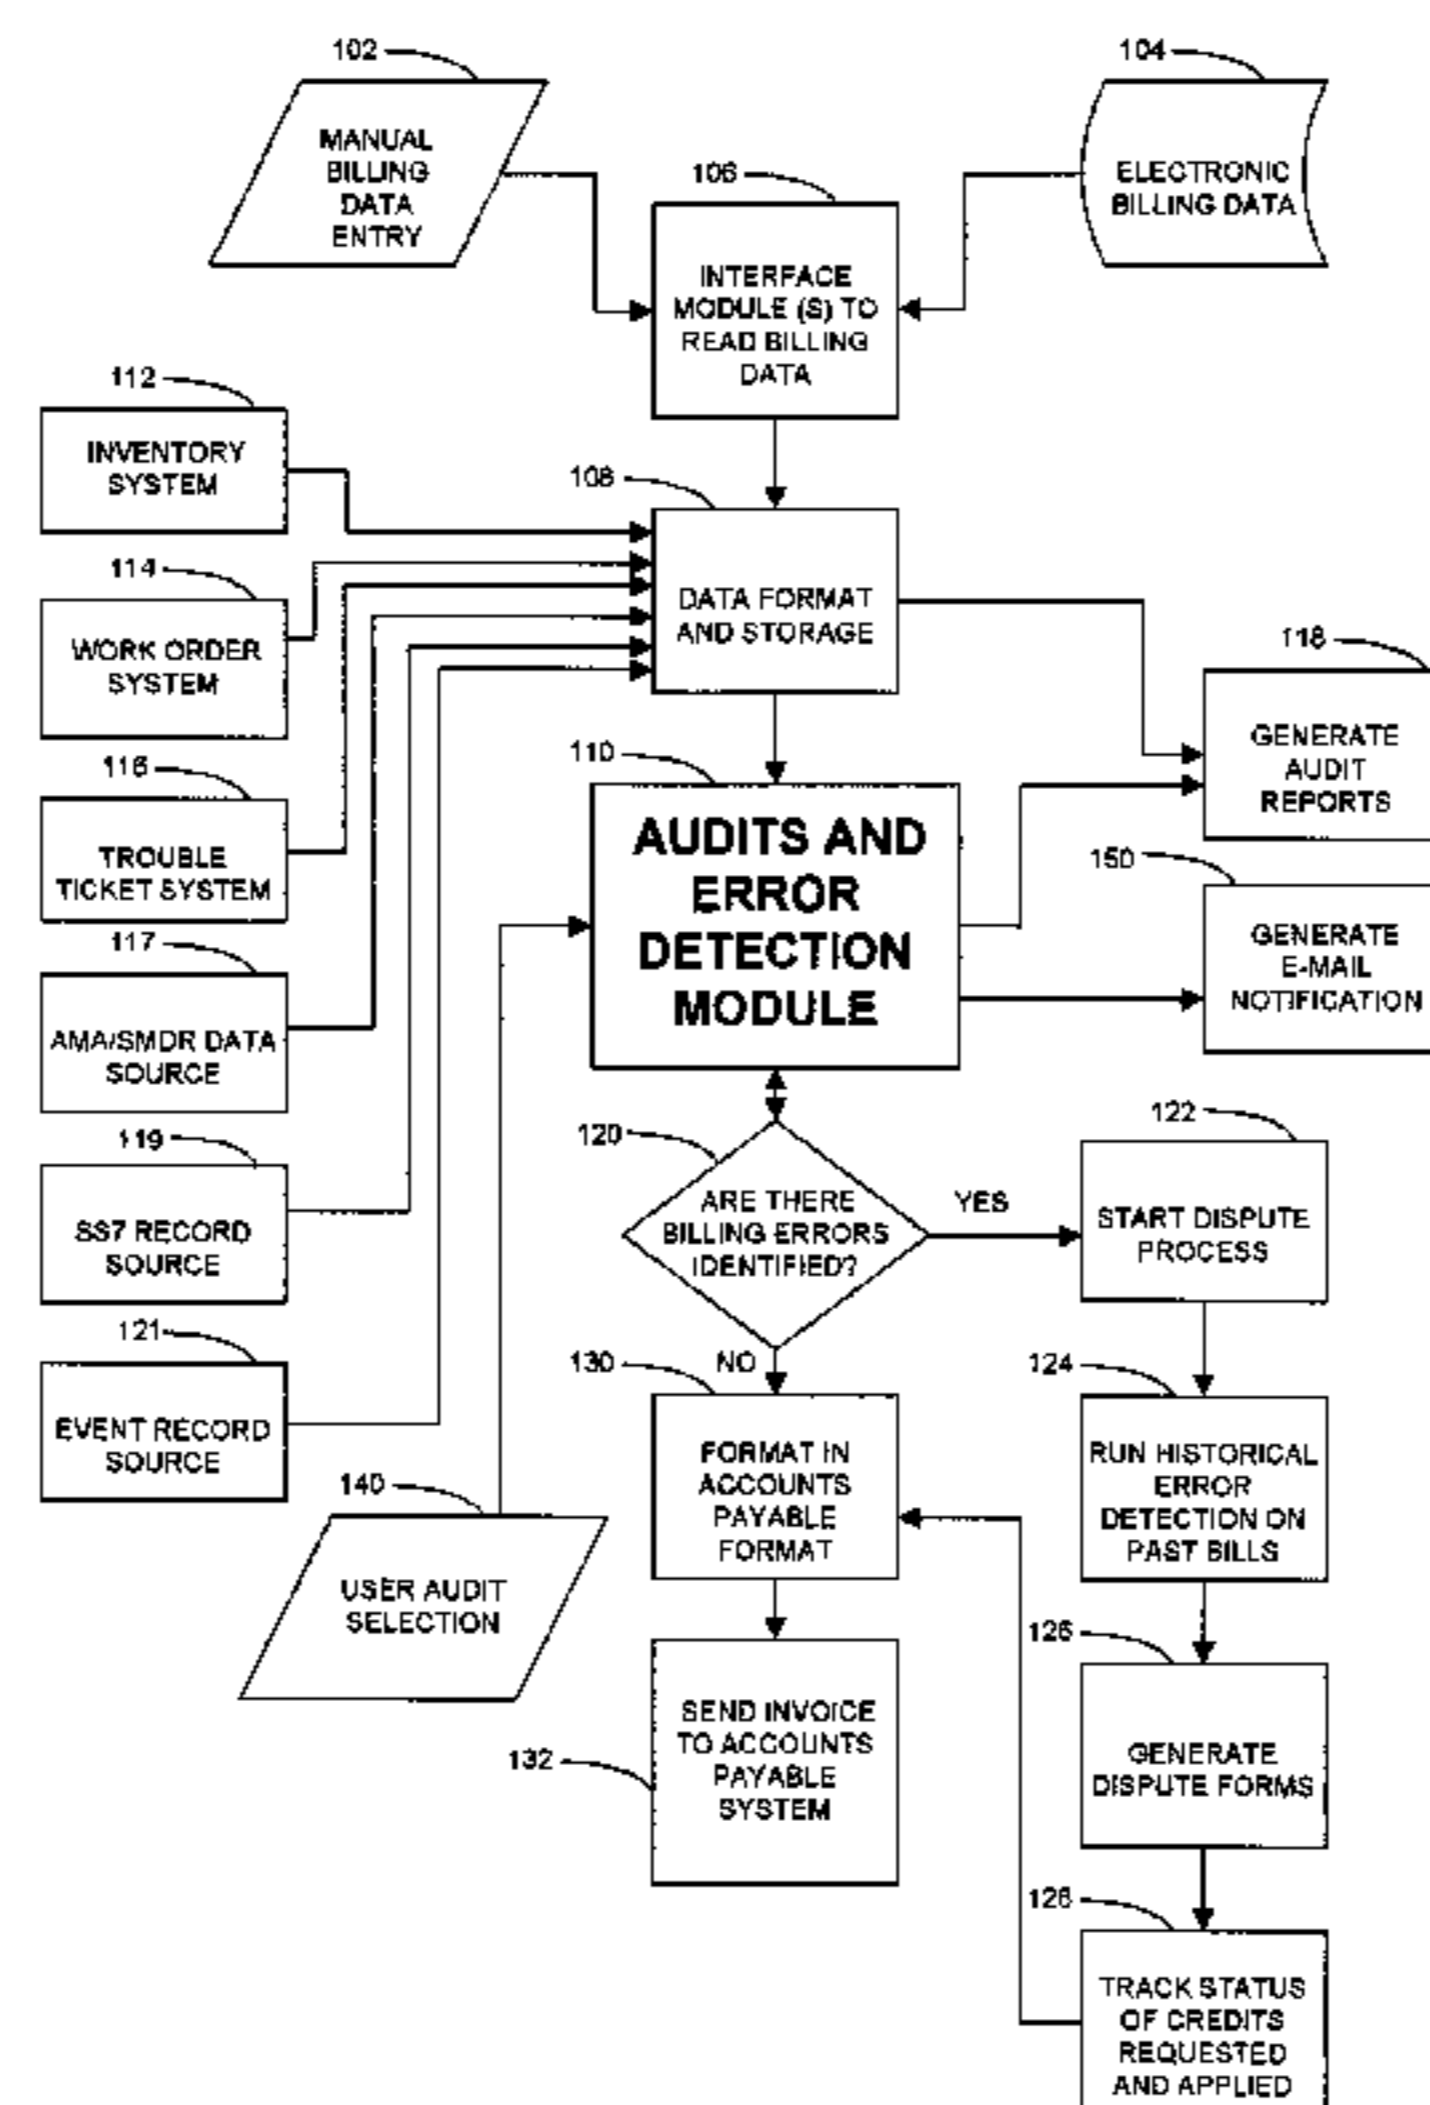 102
MANUAL
BILLING
DATA
ENTRY
104
ELECTRONIC
BILLING DATA
106
INTERFACE
MODULE (S) TO
READ BILLING
DATA
112
INVENTORY
SYSTEM
108
DATA FORMAT
AND STORAGE
114
WORK ORDER
SYSTEM
118
GENERATE
AUDIT
REPORTS
116
TROUBLE
TICKET SYSTEM
110
AUDITS AND
ERROR
DETECTION
MODULE
150
GENERATE
E-MAIL
NOTIFICATION
117
AMA/SMDR DATA
SOURCE
119
SS7 RECORD
SOURCE
120
ARE THERE
BILLING ERRORS
IDENTIFIED?
YES
NO
122
START DISPUTE
PROCESS
121
EVENT RECORD
SOURCE
130
FORMAT IN
ACCOUNTS
PAYABLE
FORMAT
124
RUN HISTORICAL
ERROR
DETECTION ON
PAST BILLS
140
USER AUDIT
SELECTION
132
SEND INVOICE
TO ACCOUNTS
PAYABLE
SYSTEM
126
GENERATE
DISPUTE FORMS
128
TRACK STATUS
OF CREDITS
REQUESTED
AND APPLIED